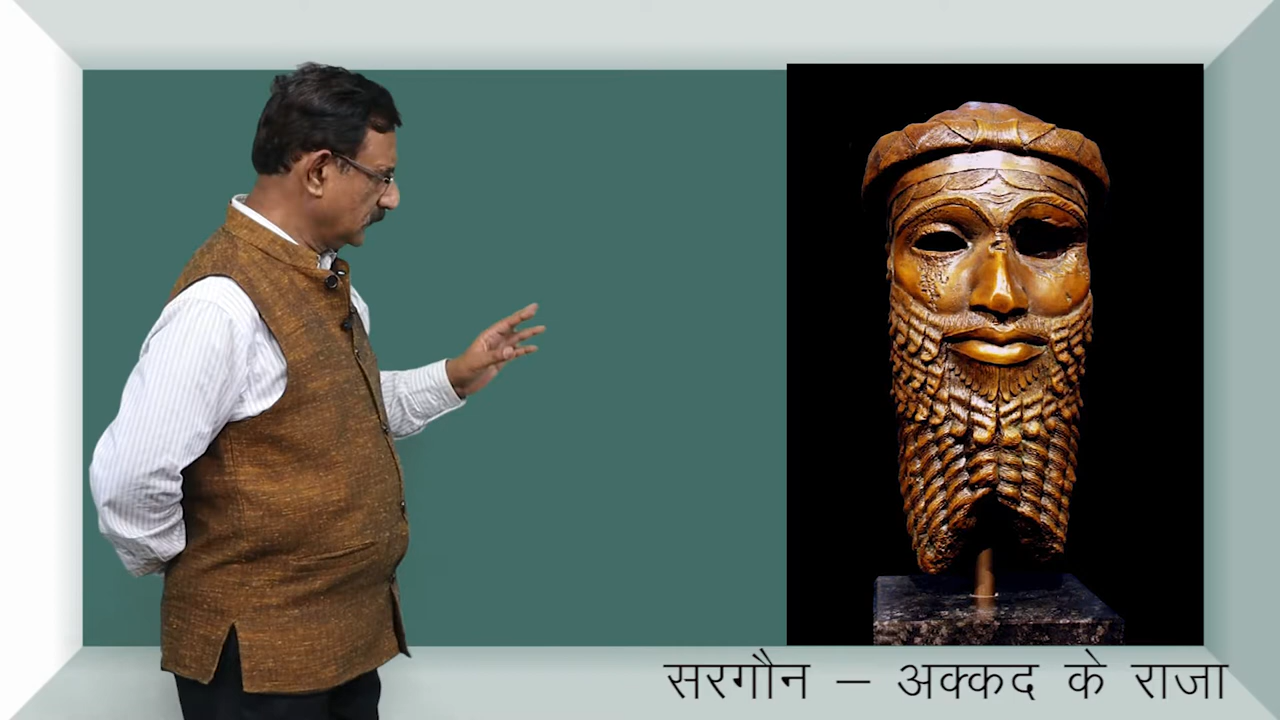 सरगौन – अक्कद के राजा